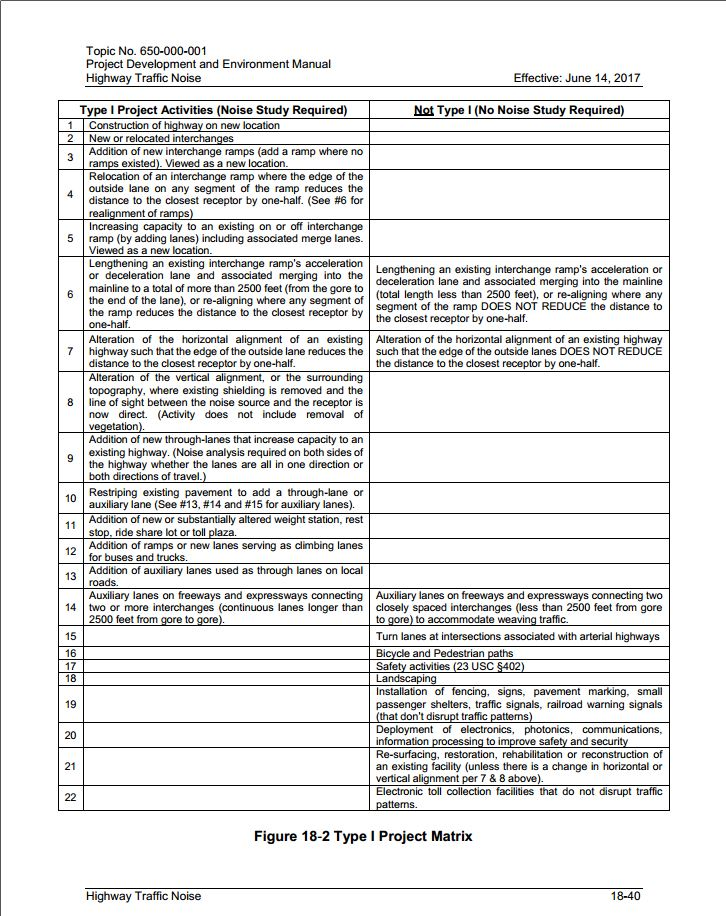 Topic No. 650-000-001
Project Development and Environment Manual
Highway Traffic Noise Effective: June 14, 2017
Type I Project Activities (Noise Study Required) Not Type I (No Noise Study Required)
1 Construction of highway on new location
2 New or relocated interchanges
3 Addition of new interchange ramps (add a ramp where no
ramps existed). Viewed as a new location.
4 Relocation of an interchange ramp where the edge of the
outside lane on any segment of the ramp reduces the
distance to the closest receptor by one-half. (See #6 for
realignment of ramps)
5 Increasing capacity to an existing on or off interchange
ramp (by adding lanes) including associated merge lanes.
Viewed as a new location.
6 Lengthening an existing interchange ramp's acceleration
or deceleration lane and associated merging into the
mainline to a total of more than 2500 feet (from the gore to
the end of the lane), or re-aligning where any segment of
the ramp reduces the distance to the closest receptor by
one-half.
Lengthening an existing interchange ramp's acceleration or
deceleration lane and associated merging into the mainline
(total length less than 2500 feet), or re-aligning where any
segment of the ramp DOES NOT REDUCE the distance to
the closest receptor by one-half.
7 Alteration of the horizontal alignment of an existing
highway such that the edge of the outside lane reduces the
distance to the closest receptor by one-half.
Alteration of the horizontal alignment of an existing highway
such that the edge of the outside lanes DOES NOT REDUCE
the distance to the closest receptor by one-half.
8 Alteration of the vertical alignment, or the surrounding
topography, where existing shielding is removed and the
line of sight between the noise source and the receptor is
now direct. (Activity does not include removal of
vegetation).
9 Addition of new through-lanes that increase capacity to an
existing highway. (Noise analysis required on both sides of
the highway whether the lanes are all in one direction or
both directions of travel.)
10 Restriping existing pavement to add a through-lane or
auxiliary lane (See #13, #14 and #15 for auxiliary lanes).
11 Addition of new or substantially altered weight station, rest
stop, ride share lot or toll plaza.
12 Addition of ramps or new lanes serving as climbing lanes
for buses and trucks.
13 Addition of auxiliary lanes used as through lanes on local
roads.
14 Auxiliary lanes on freeways and expressways connecting
two or more interchanges (continuous lanes longer than
2500 feet from gore to gore).
Auxiliary lanes on freeways and expressways connecting two
closely spaced interchanges (less than 2500 feet from gore
to gore) to accommodate weaving traffic.
15 Turn lanes at intersections associated with arterial highways
16 Bicycle and Pedestrian paths
17 Safety activities (23 USC §402)
18 Landscaping
19 Installation of fencing, signs, pavement marking, small
passenger shelters, traffic signals, railroad warning signals
(that don't disrupt traffic patterns)
20 Deployment of electronics, photonics, communications,
information processing to improve safety and security
21 Re-surfacing, restoration, rehabilitation or reconstruction of
an existing facility (unless there is a change in horizontal or
vertical alignment per 7 & 8 above).
22 Electronic toll collection facilities that do not disrupt traffic
patterns.
Figure 18-2 Type I Project Matrix
Highway Traffic Noise 18-40